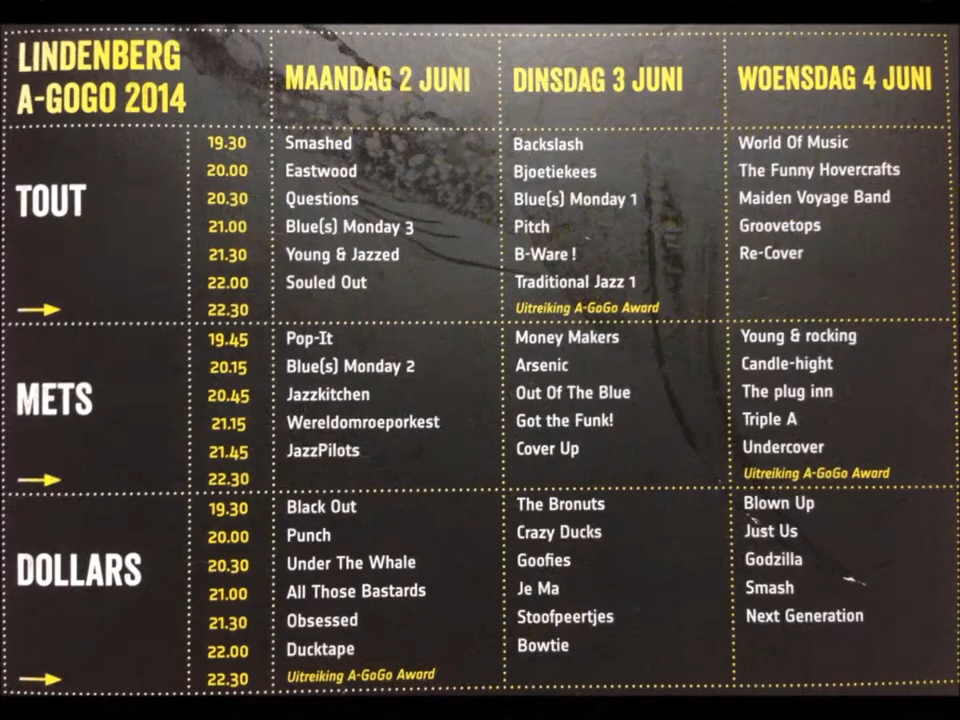 LINDENBERG
A-GOGO 2014
MAANDAG 2 JUNI
DINSDAG 3 JUNI
WOENSDAG 4 JUNI
TOUT
19.30 Smashed Backslash World Of Music
20.00 Eastwood Bjoetiekees The Funny Hovercrafts
20.30 Questions Blue(s) Monday 1 Maiden Voyage Band
21.00 Blue(s) Monday 3 Pitch Groovetops
21.30 Young & Jazzed B-Ware! Re-Cover
22.00 Souled Out Traditional Jazz 1
22.30 Uitreiking A-GoGo Award
METS
19.45 Pop-It Money Makers Young & rocking
20.15 Blue(s) Monday 2 Arsenic Candle-hight
20.45 Jazzkitchen Out Of The Blue The plug inn
21.15 Wereldomroeporkest Got the Funk! Triple A
21.45 JazzPilots Cover Up Undercover
22.30 Uitreiking A-GoGo Award
DOLLARS
19.30 Black Out The Bronuts Blown Up
20.00 Punch Crazy Ducks Just Us
20.30 Under The Whale Goofies Godzilla
21.00 All Those Bastards Je Ma Smash
21.30 Obsessed Stoofpeertjes Next Generation
22.00 Ducktape Bowtie
22.30 Uitreiking A-GoGo Award